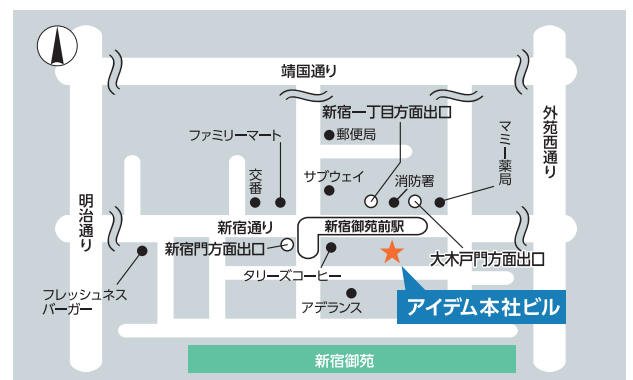 靖国通り
新宿一丁目方面出口
ファミリーマート
郵便局
マミー薬局
外苑西通り
交番
サブウェイ
消防署
明治通り
新宿通り
新宿御苑前駅
新宿門方面出口
大木戸門方面出口
タリーズコーヒー
フレッシュネス
バーガー
アデランス
アイデム本社ビル
新宿御苑